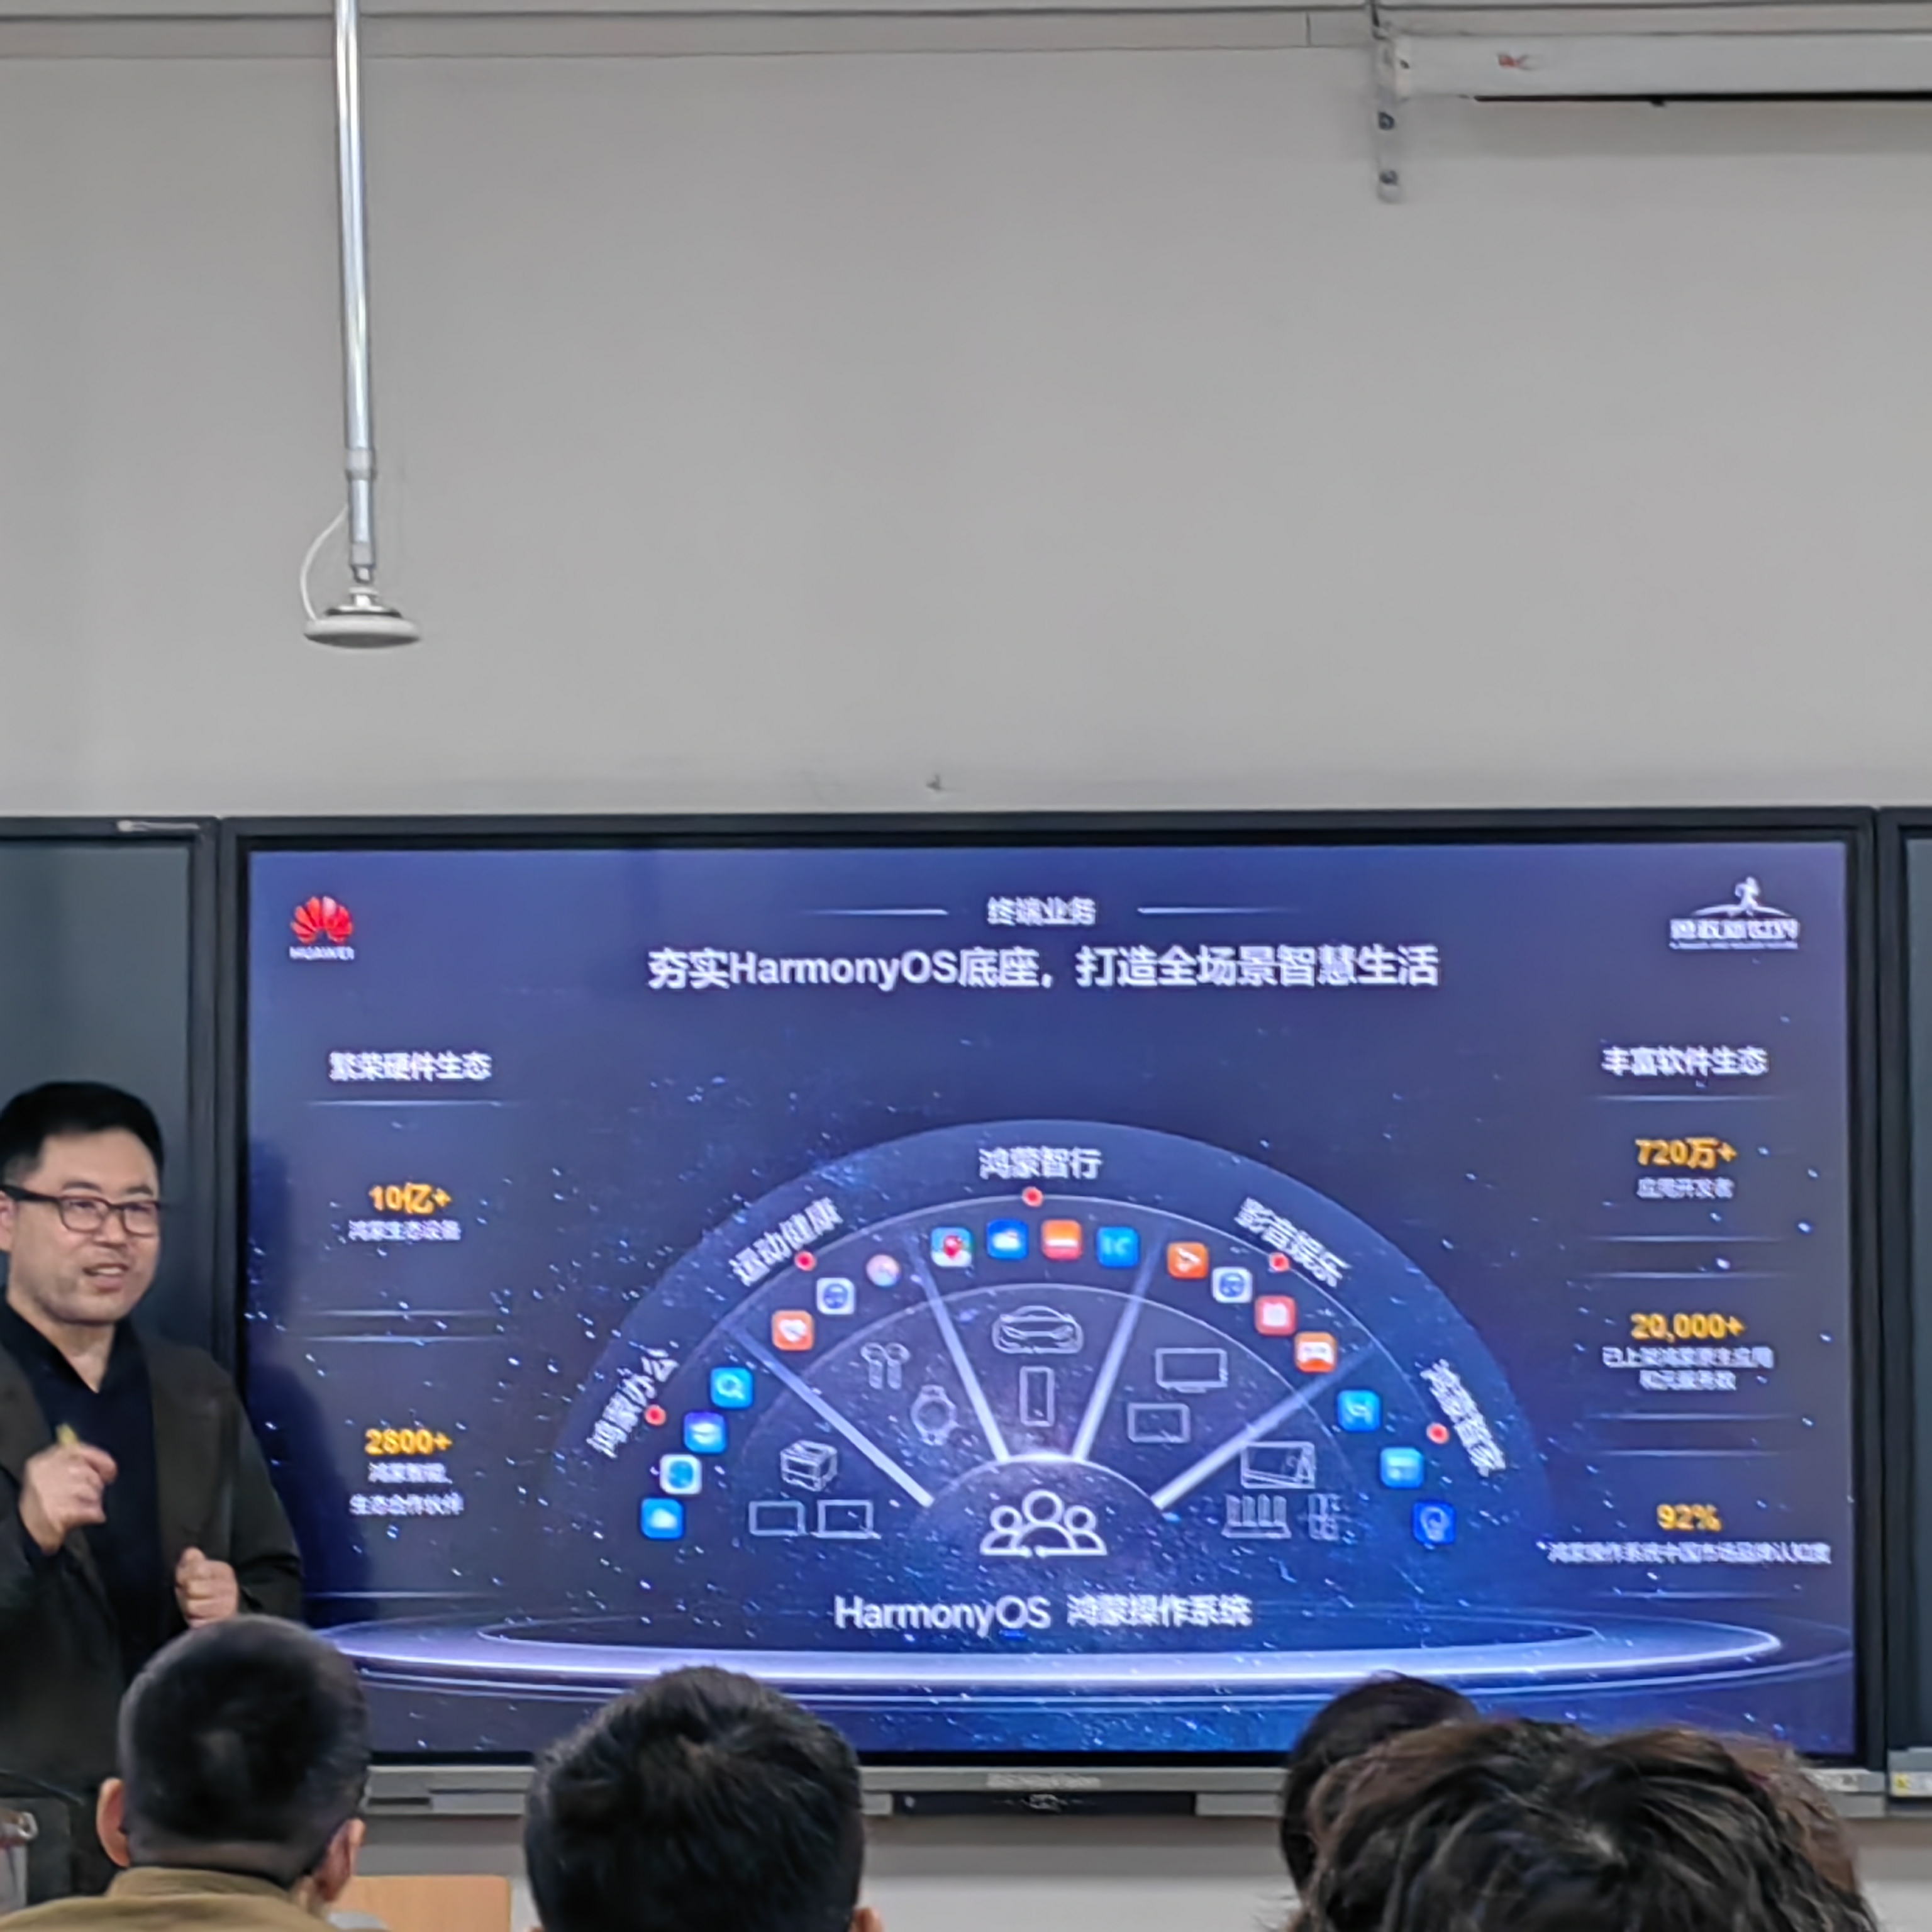 HUAWEI
终端业务
夯实HarmonyOS底座，打造全场景智慧生活
繁荣硬件生态
10亿+
鸿蒙生态设备
2800+
鸿蒙智联
生态合作伙伴
鸿蒙办公
运动健康
鸿蒙智行
影音娱乐
鸿蒙智家
HarmonyOS 鸿蒙操作系统
丰富软件生态
720万+
应用开发者
20,000+
已上架鸿蒙原生应用
和元服务数
92%
鸿蒙操作系统中国市场品牌认知度